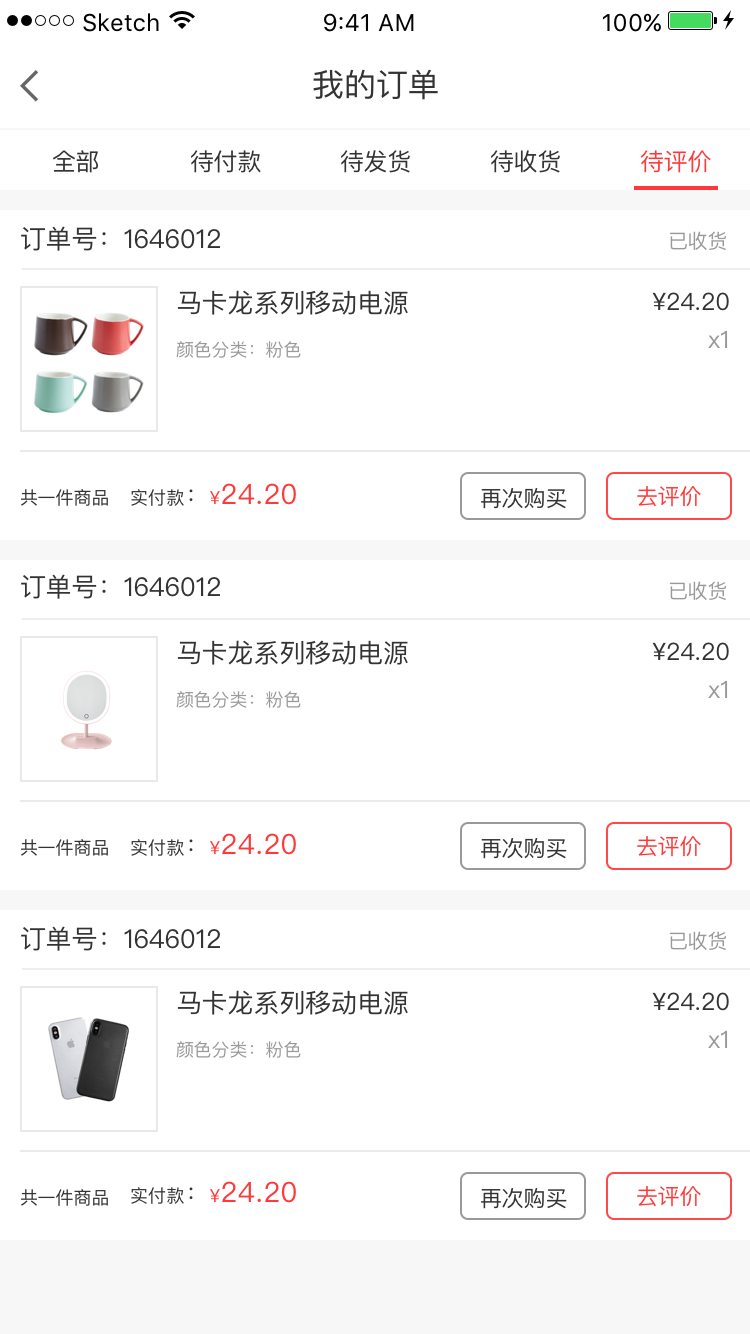 Sketch 9:41 AM 100%
我的订单
全部 待付款 待发货 待收货 待评价
订单号：1646012 已收货
马卡龙系列移动电源 ¥24.20
颜色分类：粉色 x1
共一件商品 实付款：¥24.20 再次购买 去评价
订单号：1646012 已收货
马卡龙系列移动电源 ¥24.20
颜色分类：粉色 x1
共一件商品 实付款：¥24.20 再次购买 去评价
订单号：1646012 已收货
马卡龙系列移动电源 ¥24.20
颜色分类：粉色 x1
共一件商品 实付款：¥24.20 再次购买 去评价